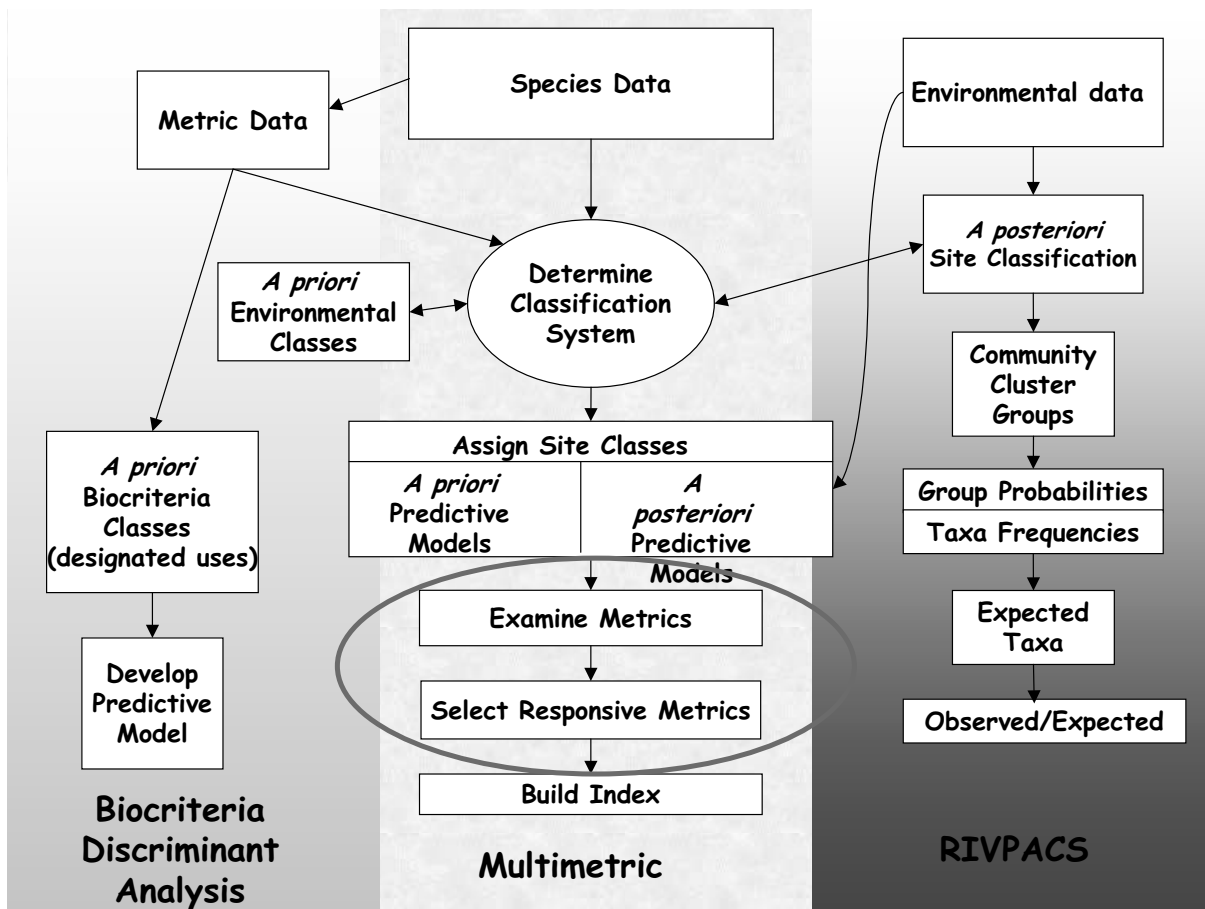 Species Data
Metric Data
Environmental data
A priori
Environmental
Classes
Determine
Classification
System
A posteriori
Site Classification
Community
Cluster
Groups
A priori
Biocriteria
Classes
(designated uses)
Assign Site Classes
A priori
Predictive
Models
A
posteriori
Predictive
Models
Group Probabilities
Taxa Frequencies
Examine Metrics
Expected
Taxa
Develop
Predictive
Model
Select Responsive Metrics
Observed/Expected
Build Index
Biocriteria
Discriminant
Analysis
Multimetric
RIVPACS